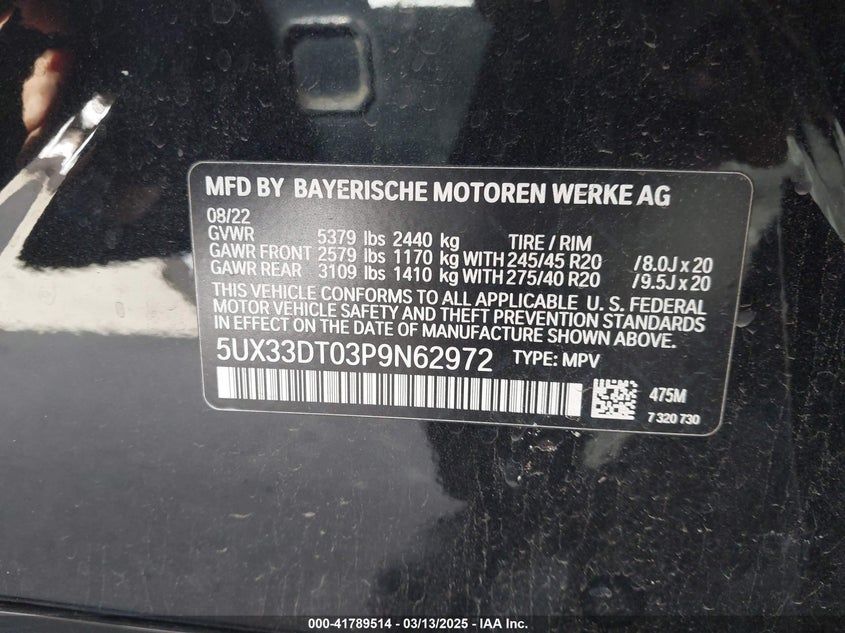 MFD BY BAYERISCHE MOTOREN WERKE AG
08/22
GVWR 5379 lbs 2440 kg TIRE / RIM
GAWR FRONT 2579 lbs 1170 kg WITH 245/45 R20 / 8.0J x 20
GAWR REAR 3109 lbs 1410 kg WITH 275/40 R20 / 9.5J x 20
THIS VEHICLE CONFORMS TO ALL APPLICABLE U. S. FEDERAL
MOTOR VEHICLE SAFETY AND THEFT PREVENTION STANDARDS
IN EFFECT ON THE DATE OF MANUFACTURE SHOWN ABOVE.
5UX33DT03P9N62972 TYPE: MPV
475M
7 320 730
000-41789514 - 03/13/2025 - IAA Inc.